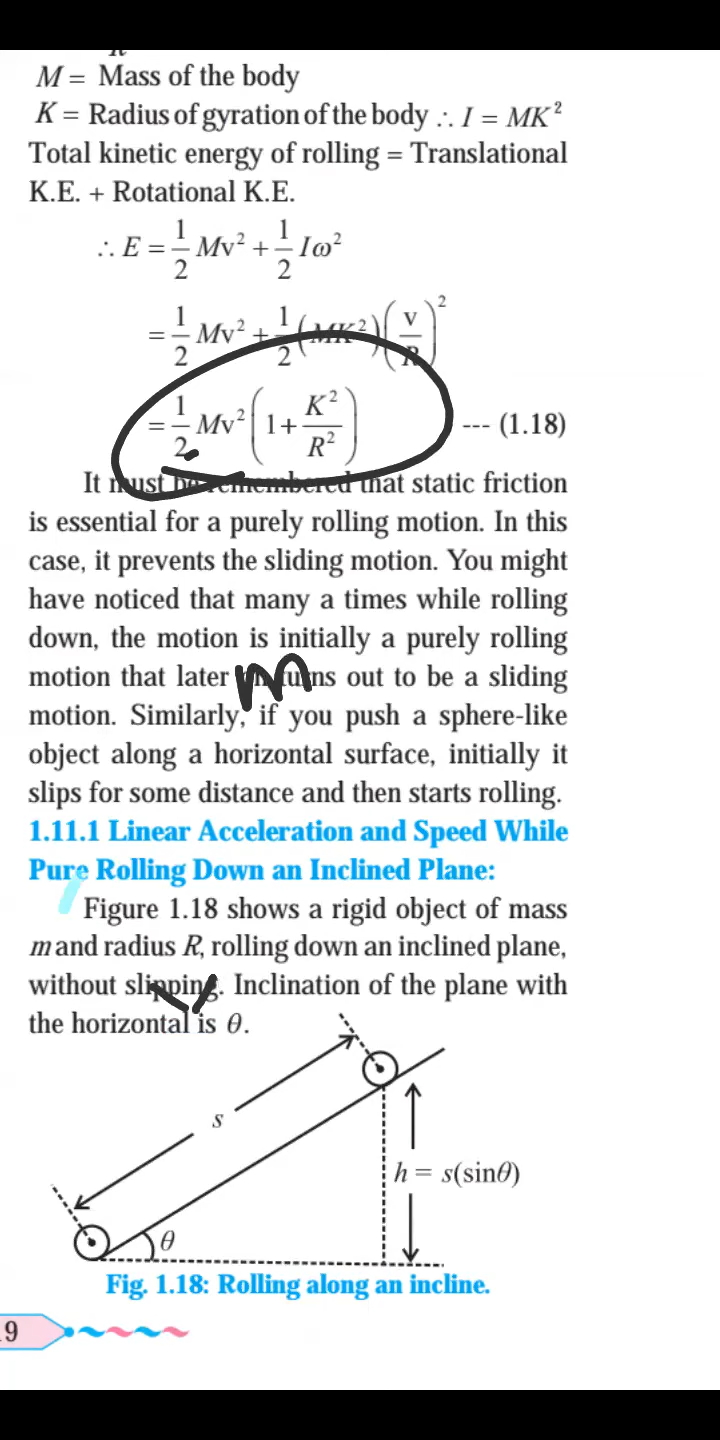 M = Mass of the body
K = Radius of gyration of the body ∴ I = MK²
Total kinetic energy of rolling = Translational
K.E. + Rotational K.E.
∴ E = 1/2 Mv² + 1/2 Iω²
= 1/2 Mv² + 1/2 (MK²)(v/R)²
= 1/2 Mv² (1 + K²/R²) --- (1.18)
It must be remembered that static friction
is essential for a purely rolling motion. In this
case, it prevents the sliding motion. You might
have noticed that many a times while rolling
down, the motion is initially a purely rolling
motion that later on turns out to be a sliding
motion. Similarly, if you push a sphere-like
object along a horizontal surface, initially it
slips for some distance and then starts rolling.
1.11.1 Linear Acceleration and Speed While
Pure Rolling Down an Inclined Plane:
Figure 1.18 shows a rigid object of mass
m and radius R, rolling down an inclined plane,
without slipping. Inclination of the plane with
the horizontal is θ.
s
h = s(sinθ)
θ
Fig. 1.18: Rolling along an incline.